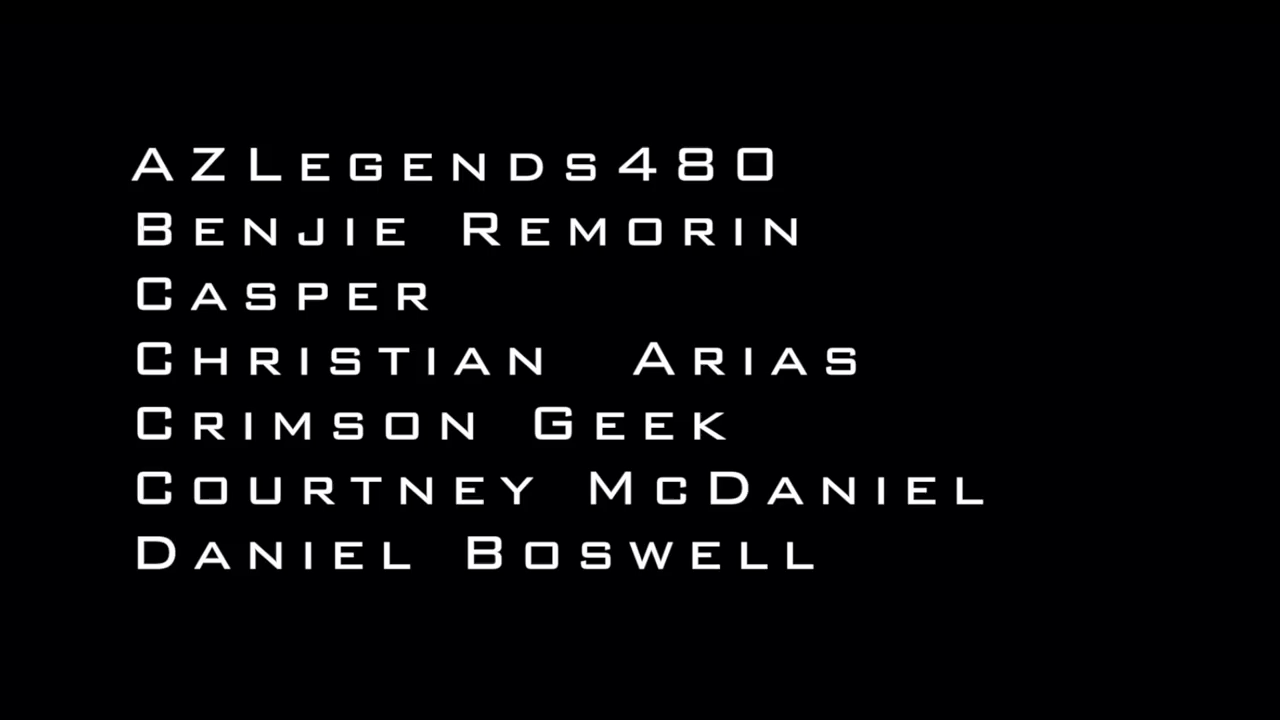 AZLegends480
Benjie Remorin
Casper
Christian  Arias
Crimson Geek
Courtney McDaniel
Daniel Boswell